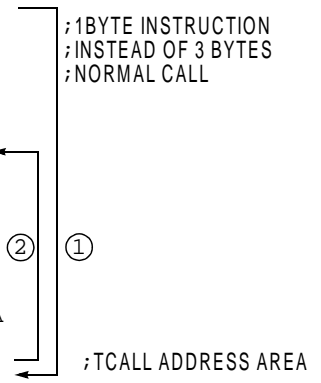 ;1BYTE INSTRUCTION
;INSTEAD OF 3 BYTES
;NORMAL CALL
② ①
;TCALL ADDRESS AREA